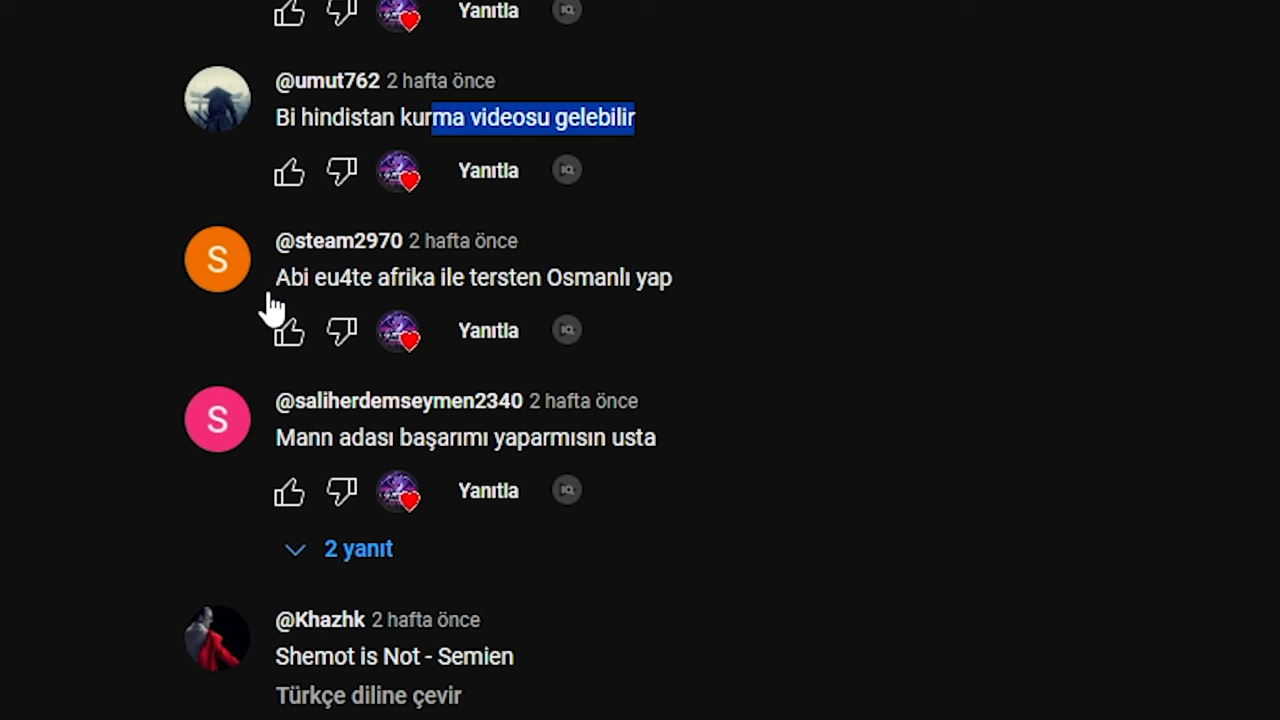 Yanıtla
@umut762 2 hafta önce
Bi hindistan kurma videosu gelebilir
Yanıtla
S
@steam2970 2 hafta önce
Abi eu4te afrika ile tersten Osmanlı yap
Yanıtla
S
@saliherdemseymen2340 2 hafta önce
Mann adası başarımı yaparmısın usta
Yanıtla
2 yanıt
@Khazhk 2 hafta önce
Shemot is Not - Semien
Türkçe diline çevir